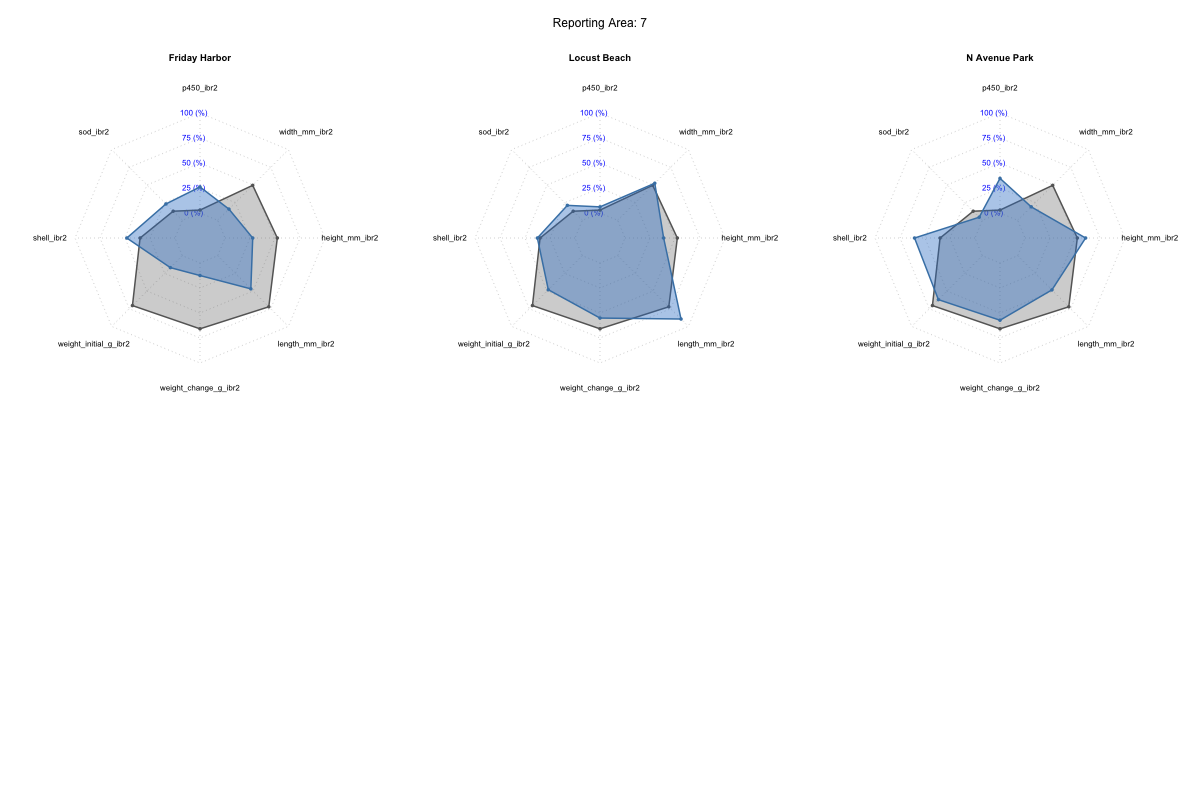 Reporting Area: 7
Friday Harbor
p450_ibr2
100 (%)
75 (%)
50 (%)
25 (%)
0 (%)
sod_ibr2
width_mm_ibr2
shell_ibr2
height_mm_ibr2
weight_initial_g_ibr2
length_mm_ibr2
weight_change_g_ibr2
Locust Beach
p450_ibr2
100 (%)
75 (%)
50 (%)
25 (%)
0 (%)
sod_ibr2
width_mm_ibr2
shell_ibr2
height_mm_ibr2
weight_initial_g_ibr2
length_mm_ibr2
weight_change_g_ibr2
N Avenue Park
p450_ibr2
100 (%)
75 (%)
50 (%)
25 (%)
0 (%)
sod_ibr2
width_mm_ibr2
shell_ibr2
height_mm_ibr2
weight_initial_g_ibr2
length_mm_ibr2
weight_change_g_ibr2